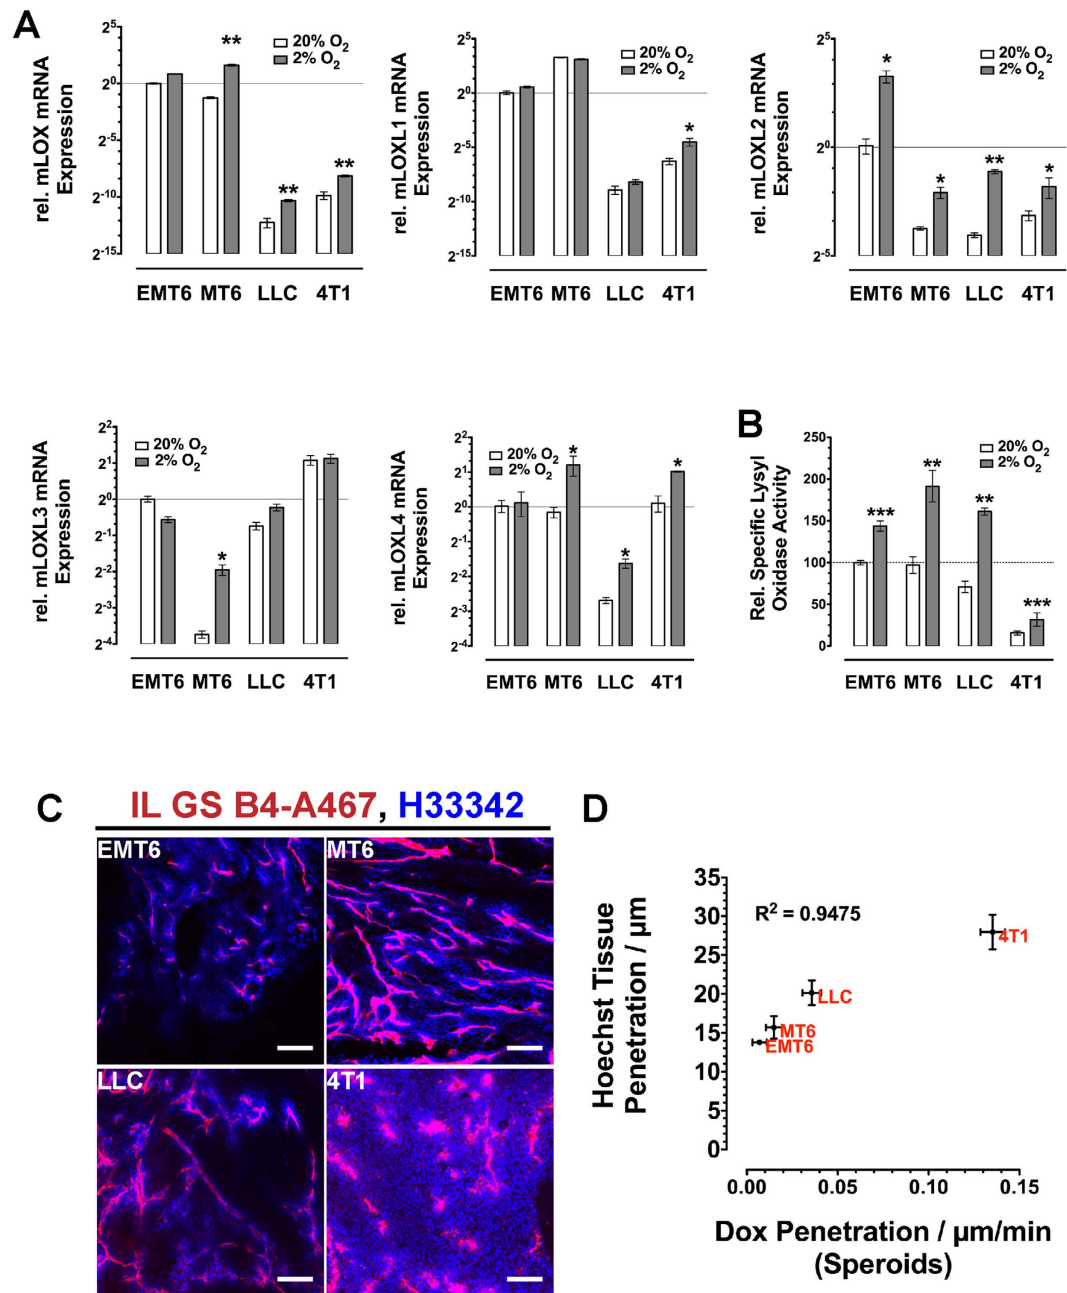 A
rel. mLOX mRNA
Expression
2^5
2^0
2^-5
2^-10
2^-15
20% O2
2% O2
**
**
**
EMT6 MT6 LLC 4T1
rel. mLOXL1 mRNA
Expression
2^5
2^0
2^-5
2^-10
2^-15
20% O2
2% O2
*
EMT6 MT6 LLC 4T1
rel. mLOXL2 mRNA
Expression
2^5
2^0
2^-5
20% O2
2% O2
*
*
**
*
EMT6 MT6 LLC 4T1
rel. mLOXL3 mRNA
Expression
2^2
2^1
2^0
2^-1
2^-2
2^-3
2^-4
20% O2
2% O2
*
EMT6 MT6 LLC 4T1
rel. mLOXL4 mRNA
Expression
2^2
2^1
2^0
2^-1
2^-2
2^-3
2^-4
20% O2
2% O2
*
*
*
EMT6 MT6 LLC 4T1
B
Rel. Specific Lysyl
Oxidase Activity
250
200
150
100
50
0
20% O2
2% O2
***
**
**
***
EMT6 MT6 LLC 4T1
C
IL GS B4-A467, H33342
EMT6
MT6
LLC
4T1
D
Hoechst Tissue
Penetration / µm
35
30
25
20
15
10
5
0
R² = 0.9475
4T1
LLC
MT6
EMT6
0.00 0.05 0.10 0.15
Dox Penetration / µm/min
(Speroids)